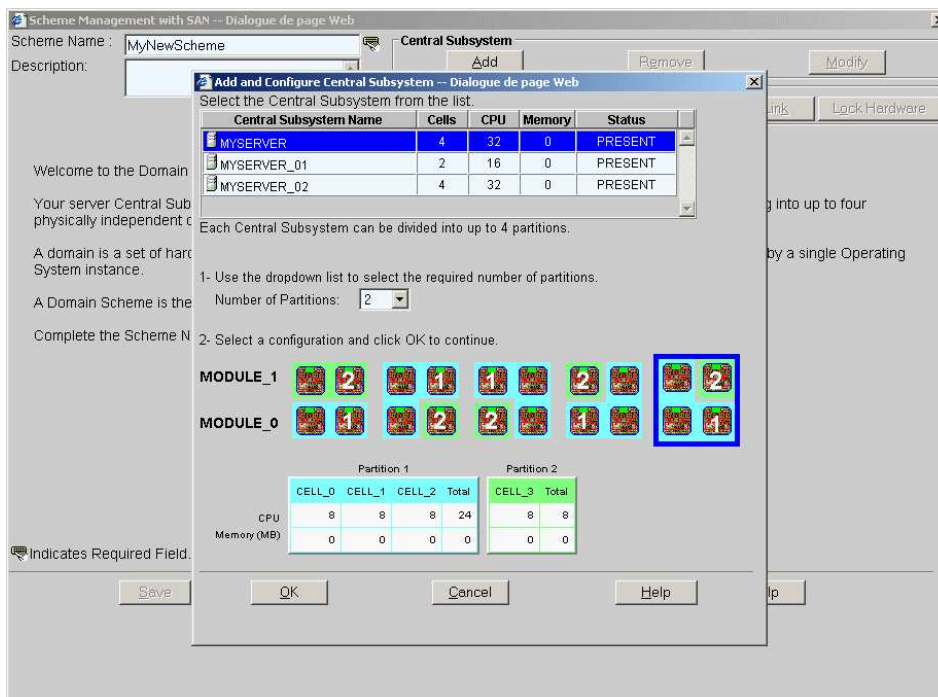 Scheme Management with SAN -- Dialogue de page Web
Scheme Name : MyNewScheme
Central Subsystem
Add Remove Modify
Description:
Lock Hardware
Add and Configure Central Subsystem -- Dialogue de page Web
Select the Central Subsystem from the list.
Central Subsystem Name Cells CPU Memory Status
MYSERVER 4 32 0 PRESENT
MYSERVER_01 2 16 0 PRESENT
MYSERVER_02 4 32 0 PRESENT
Each Central Subsystem can be divided into up to 4 partitions.
1- Use the dropdown list to select the required number of partitions.
Number of Partitions: 2
2- Select a configuration and click OK to continue.
MODULE_1 2 1 1 2 2
MODULE_0 1 2 2 1 1
Partition 1 Partition 2
CELL_0 CELL_1 CELL_2 Total CELL_3 Total
CPU 8 8 8 24 8 8
Memory (MB) 0 0 0 0 0 0
OK Cancel Help
Welcome to the Domain
Your server Central Sub
g into up to four
physically independent
A domain is a set of hard
by a single Operating
System instance.
A Domain Scheme is the
Complete the Scheme N
Indicates Required Field.
Save lp